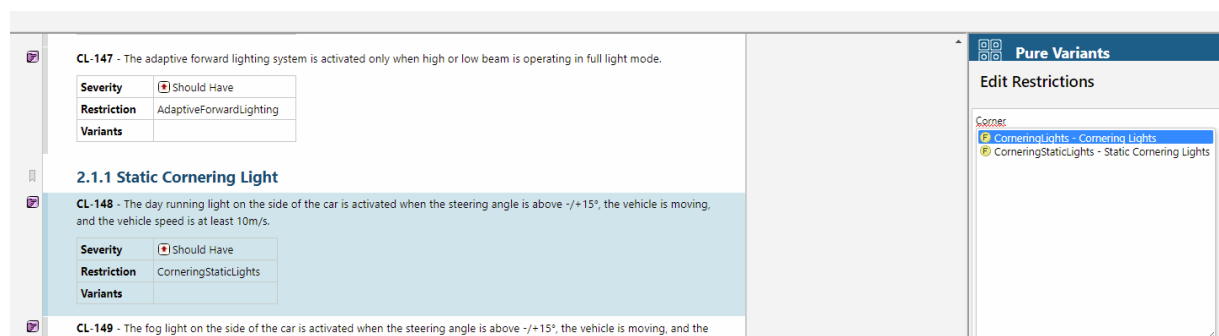 CL-147 - The adaptive forward lighting system is activated only when high or low beam is operating in full light mode.
Severity Should Have
Restriction AdaptiveForwardLighting
Variants
2.1.1 Static Cornering Light
CL-148 - The day running light on the side of the car is activated when the steering angle is above -/+15°, the vehicle is moving,
and the vehicle speed is at least 10m/s.
Severity Should Have
Restriction CorneringStaticLights
Variants
CL-149 - The fog light on the side of the car is activated when the steering angle is above -/+15°, the vehicle is moving, and the
Pure Variants
Edit Restrictions
Corner
F CorneringLights - Cornering Lights
F CorneringStaticLights - Static Cornering Lights